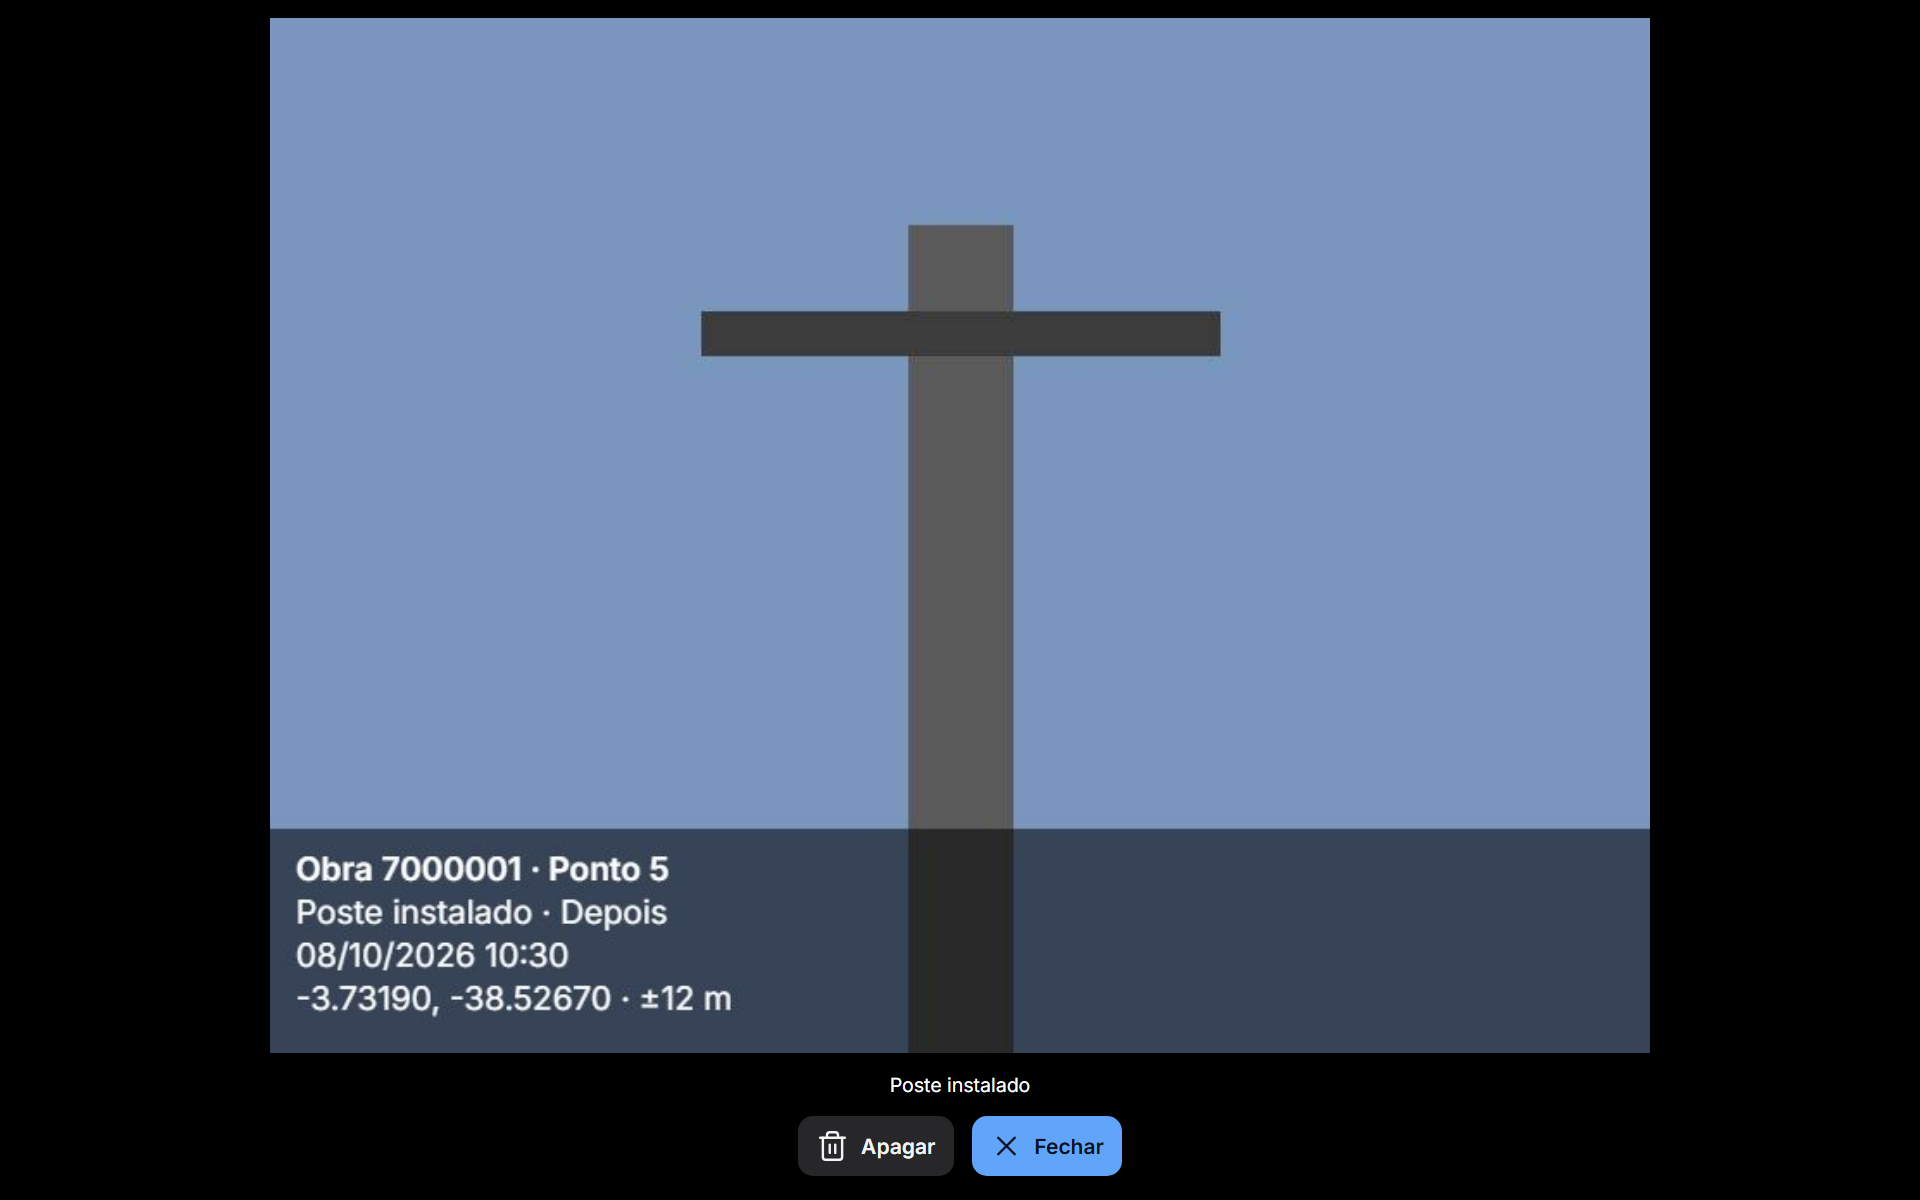 Obra 7000001 · Ponto 5
Poste instalado · Depois
08/10/2026 10:30
-3.73190, -38.52670 · ±12 m
Poste instalado
Apagar
Fechar